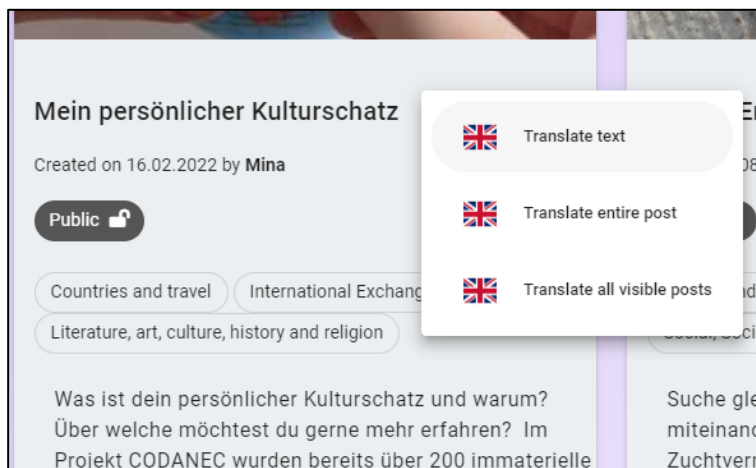 Mein persönlicher Kulturschatz
Created on 16.02.2022 by Mina
Public
Countries and travel
International Exchang
Literature, art, culture, history and religion
Was ist dein persönlicher Kulturschatz und warum?
Über welche möchtest du gerne mehr erfahren? Im
Projekt CODANEC wurden bereits über 200 immaterielle
Translate text
Translate entire post
Translate all visible posts
Suche gle
miteinand
Zuchtver